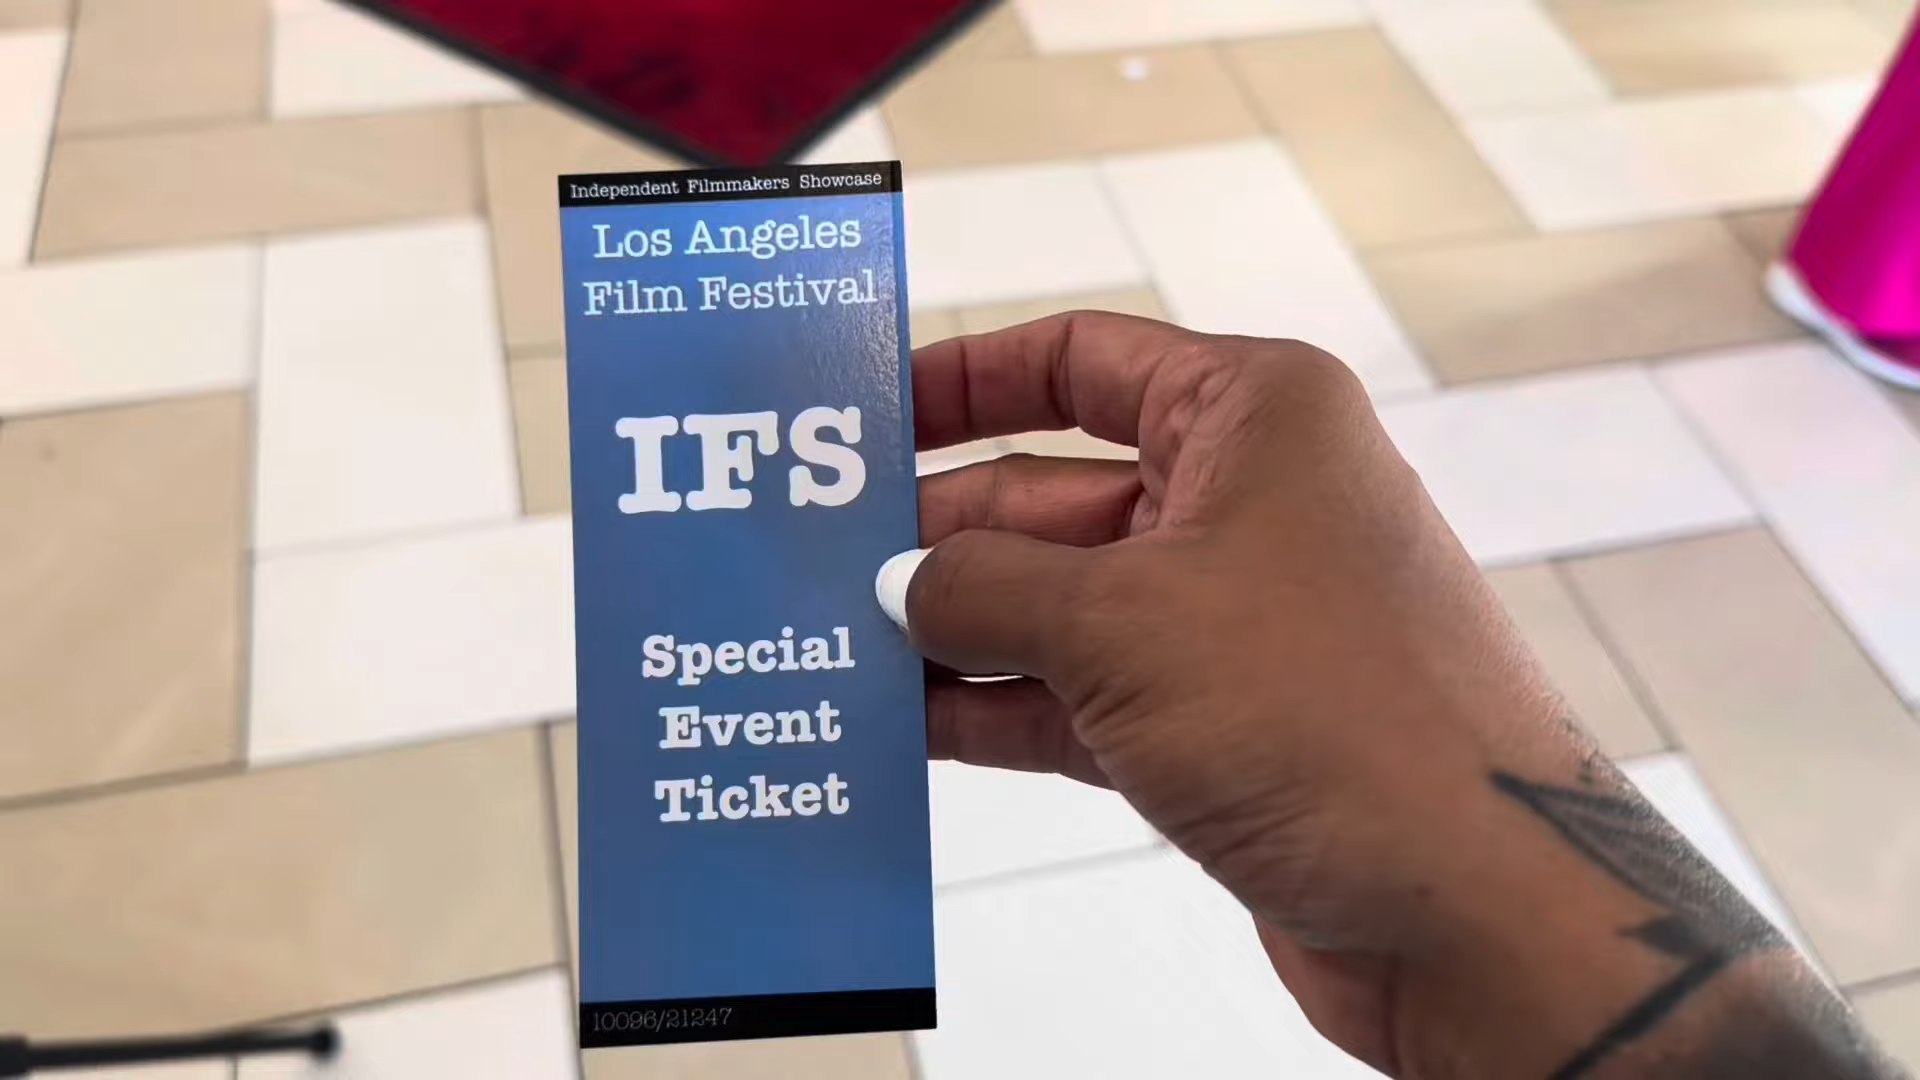 Independent Filmmakers Showcase
Los Angeles
Film Festival
IFS
Special
Event
Ticket
10096/21247